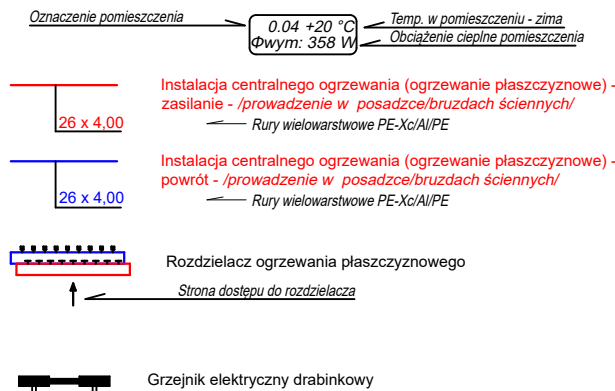 Oznaczenie pomieszczenia
0.04 +20 °C
Temp. w pomieszczeniu - zima
Φwym: 358 W
Obciążenie cieplne pomieszczenia
Instalacja centralnego ogrzewania (ogrzewanie płaszczyznowe) -
zasilanie - /prowadzenie w posadzce/bruzdach ściennych/
26 x 4,00
Rury wielowarstwowe PE-Xc/Al/PE
Instalacja centralnego ogrzewania (ogrzewanie płaszczyznowe) -
powrót - /prowadzenie w posadzce/bruzdach ściennych/
26 x 4,00
Rury wielowarstwowe PE-Xc/Al/PE
Rozdzielacz ogrzewania płaszczyznowego
Strona dostępu do rozdzielacza
Grzejnik elektryczny drabinkowy